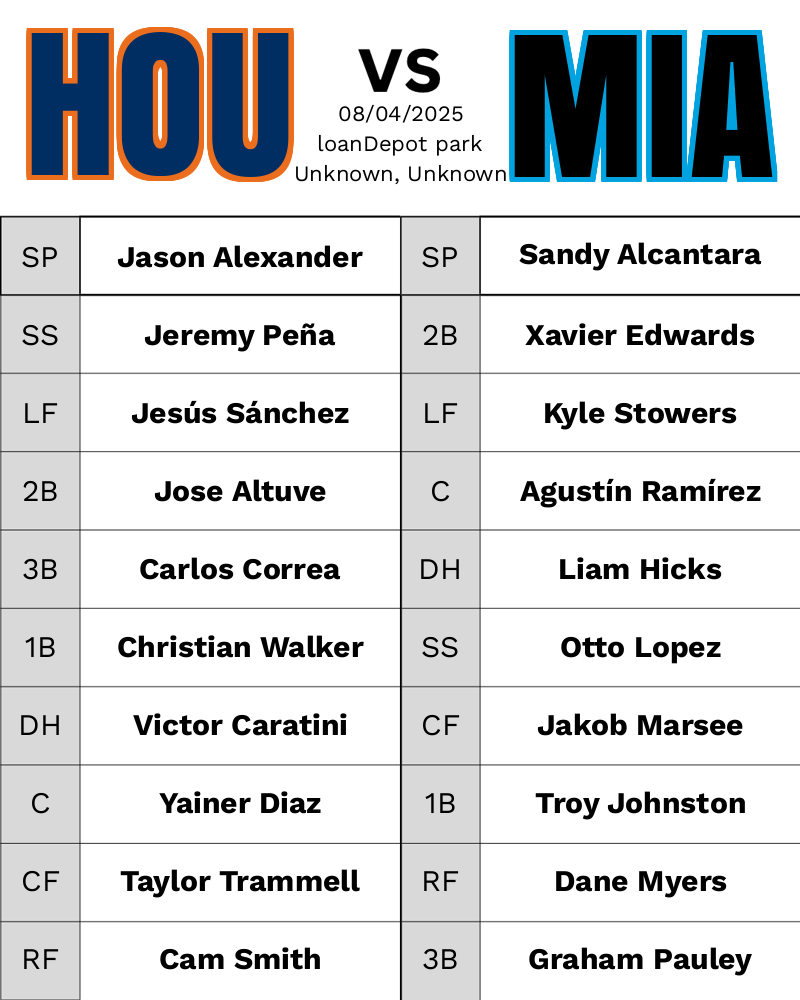 HOU VS MIA
08/04/2025
loanDepot park
Unknown, Unknown
SP Jason Alexander SP Sandy Alcantara
SS Jeremy Peña 2B Xavier Edwards
LF Jesús Sánchez LF Kyle Stowers
2B Jose Altuve C Agustín Ramírez
3B Carlos Correa DH Liam Hicks
1B Christian Walker SS Otto Lopez
DH Victor Caratini CF Jakob Marsee
C Yainer Diaz 1B Troy Johnston
CF Taylor Trammell RF Dane Myers
RF Cam Smith 3B Graham Pauley